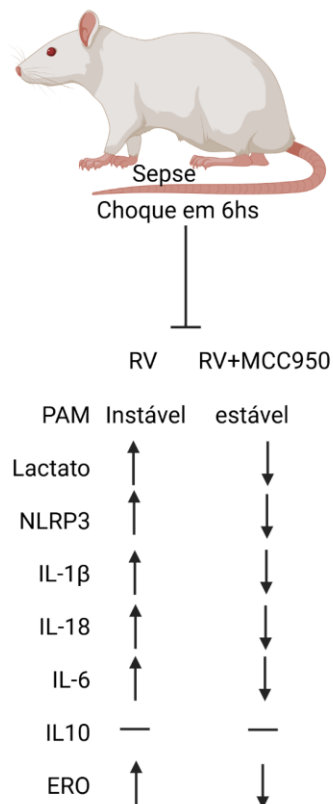 Sepse
Choque em 6hs
RV RV+MCC950
PAM Instável estável
Lactato
NLRP3
IL-1β
IL-18
IL-6
IL10
ERO